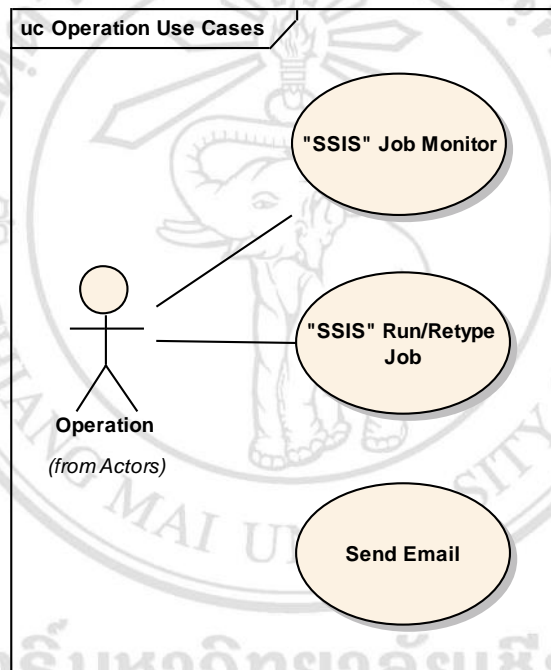 uc Operation Use Cases
"SSIS" Job Monitor
"SSIS" Run/Retype
Job
Operation
(from Actors)
Send Email